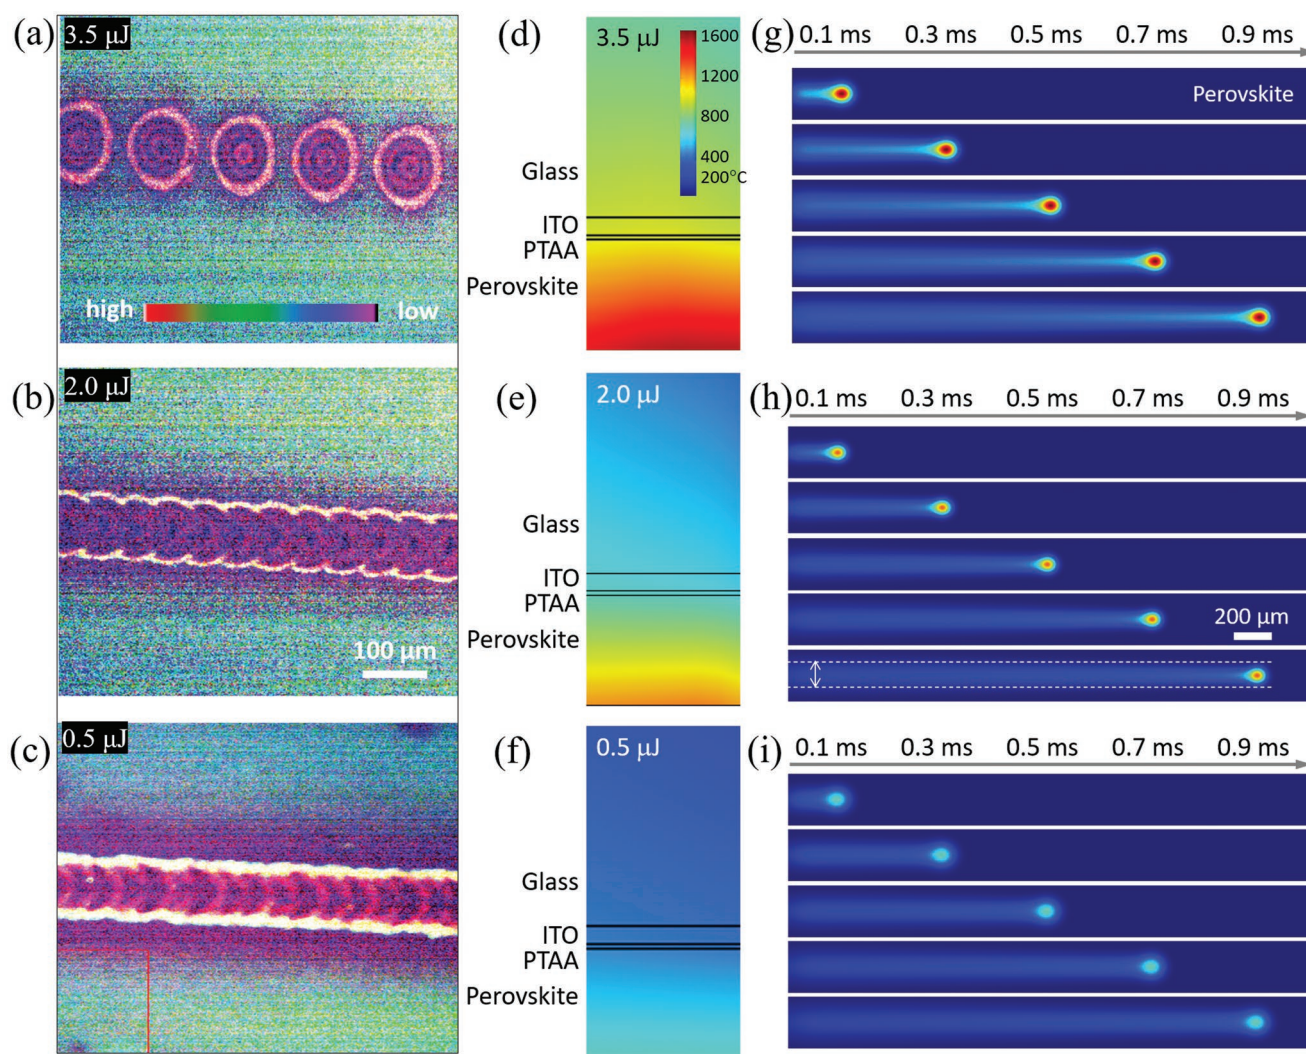 (a)
3.5 μJ
high
low
(d)
3.5 μJ
1600
1200
800
400
200°C
Glass
ITO
PTAA
Perovskite
(g)
0.1 ms 0.3 ms 0.5 ms 0.7 ms 0.9 ms
Perovskite
(b)
2.0 μJ
100 μm
(e)
2.0 μJ
Glass
ITO
PTAA
Perovskite
(h)
0.1 ms 0.3 ms 0.5 ms 0.7 ms 0.9 ms
200 μm
(c)
0.5 μJ
(f)
0.5 μJ
Glass
ITO
PTAA
Perovskite
(i)
0.1 ms 0.3 ms 0.5 ms 0.7 ms 0.9 ms